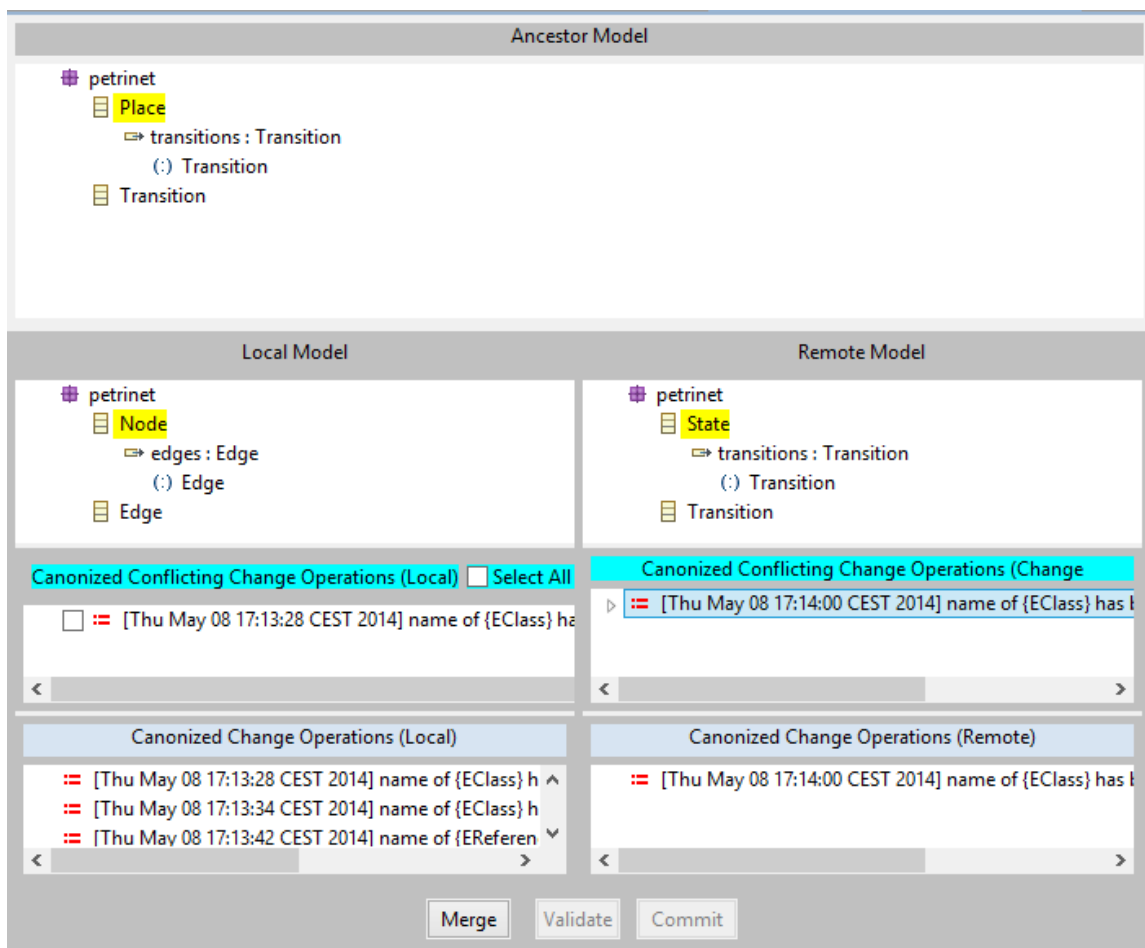 Ancestor Model
petrinet
Place
transitions : Transition
(:) Transition
Transition
Local Model
petrinet
Node
edges : Edge
(:) Edge
Edge
Remote Model
petrinet
State
transitions : Transition
(:) Transition
Transition
Canonized Conflicting Change Operations (Local) Select All
[Thu May 08 17:13:28 CEST 2014] name of {EClass} ha
Canonized Conflicting Change Operations (Change
[Thu May 08 17:14:00 CEST 2014] name of {EClass} has
Canonized Change Operations (Local)
[Thu May 08 17:13:28 CEST 2014] name of {EClass} h
[Thu May 08 17:13:34 CEST 2014] name of {EClass} h
[Thu May 08 17:13:42 CEST 2014] name of {EReferen
Canonized Change Operations (Remote)
[Thu May 08 17:14:00 CEST 2014] name of {EClass} has
Merge Validate Commit